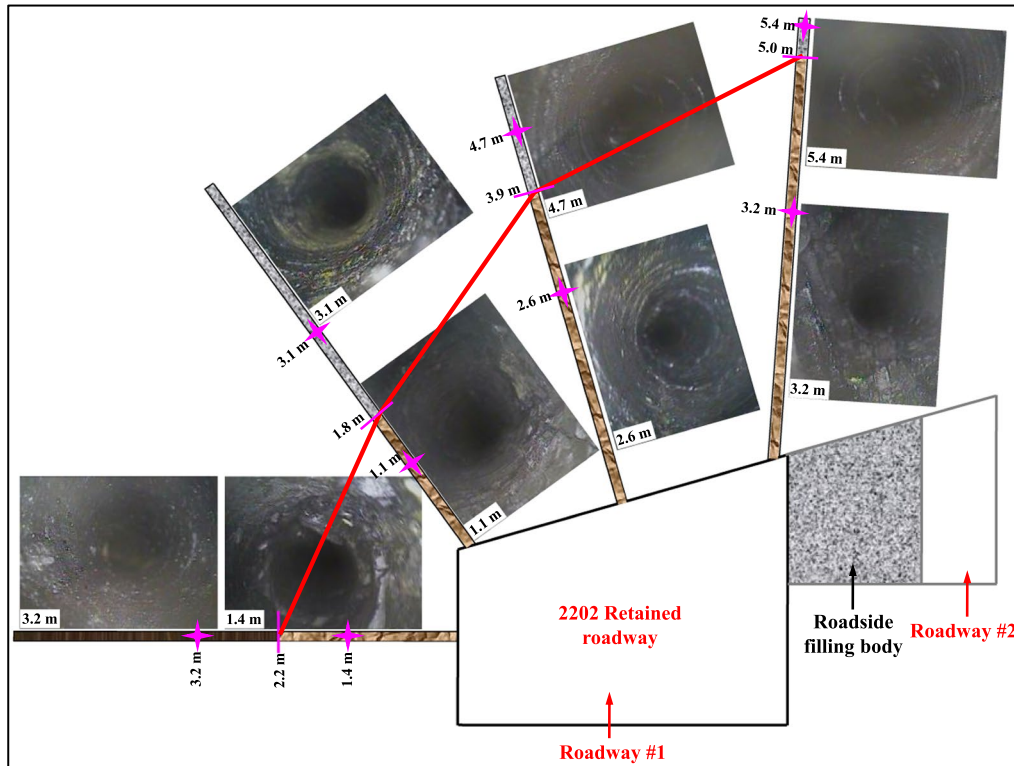 5.4 m
5.0 m
4.7 m
5.4 m
3.9 m
4.7 m
3.2 m
3.1 m
2.6 m
3.1 m
3.2 m
1.8 m
2.6 m
1.1 m
1.1 m
3.2 m
1.4 m
3.2 m
2.2 m
1.4 m
2202 Retained
roadway
Roadside
filling body
Roadway #2
Roadway #1